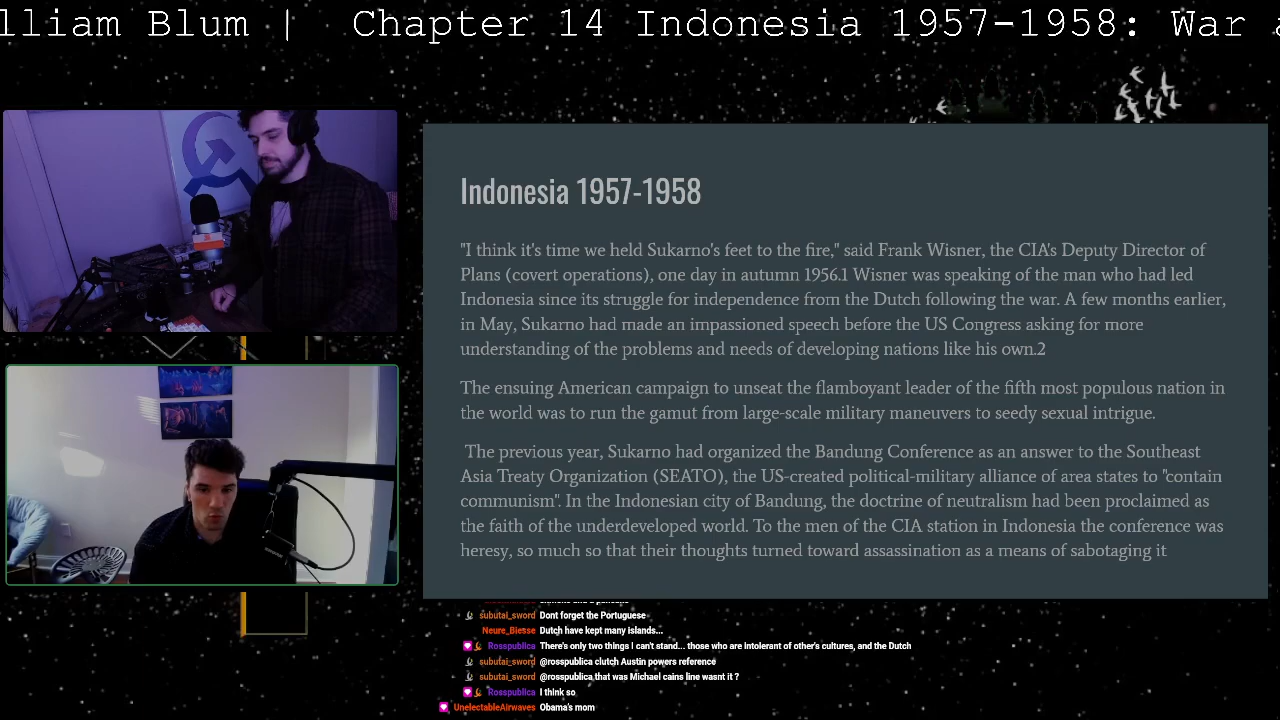 lliam Blum | Chapter 14 Indonesia 1957-1958: War
Indonesia 1957-1958
"I think it's time we held Sukarno's feet to the fire," said Frank Wisner, the CIA's Deputy Director of
Plans (covert operations), one day in autumn 1956.1 Wisner was speaking of the man who had led
Indonesia since its struggle for independence from the Dutch following the war. A few months earlier,
in May, Sukarno had made an impassioned speech before the US Congress asking for more
understanding of the problems and needs of developing nations like his own.2
The ensuing American campaign to unseat the flamboyant leader of the fifth most populous nation in
the world was to run the gamut from large-scale military maneuvers to seedy sexual intrigue.
The previous year, Sukarno had organized the Bandung Conference as an answer to the Southeast
Asia Treaty Organization (SEATO), the US-created political-military alliance of area states to "contain
communism". In the Indonesian city of Bandung, the doctrine of neutralism had been proclaimed as
the faith of the underdeveloped world. To the men of the CIA station in Indonesia the conference was
heresy, so much so that their thoughts turned toward assassination as a means of sabotaging it
subutai_sword Dont forget the Portuguese
Neure_Biesse Dutch have kept many islands...
Rosspublica There's only two things I can't stand... those who are intolerant of other's cultures, and the Dutch
subutai_sword @rosspublica clutch Austin powers reference
subutai_sword @rosspublica that was Michael cains line wasnt it ?
Rosspublica I think so
UnelectableAirwaves Obama's mom